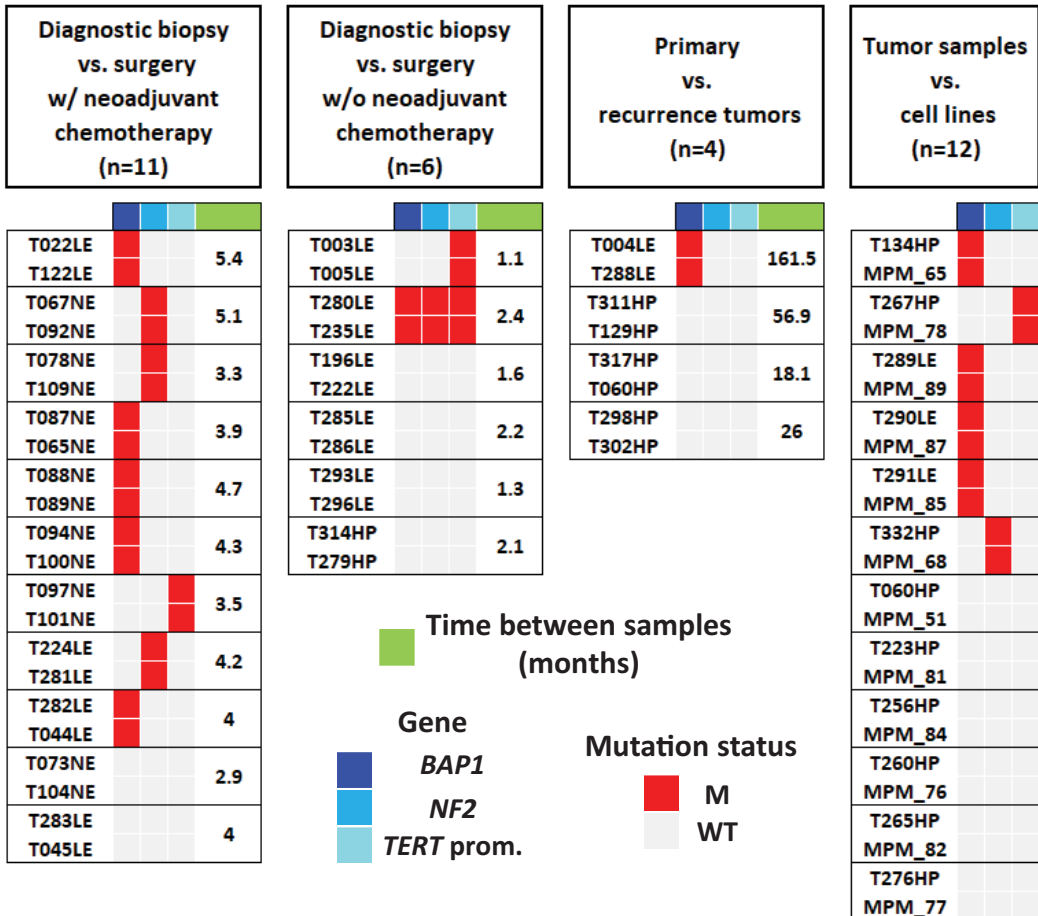 Diagnostic biopsy
vs. surgery
w/ neoadjuvant
chemotherapy
(n=11)
T022LE
T122LE
5.4
T067NE
T092NE
5.1
T078NE
T109NE
3.3
T087NE
T065NE
3.9
T088NE
T089NE
4.7
T094NE
T100NE
4.3
T097NE
T101NE
3.5
T224LE
T281LE
4.2
T282LE
T044LE
4
T073NE
T104NE
2.9
T283LE
T045LE
4
Diagnostic biopsy
vs. surgery
w/o neoadjuvant
chemotherapy
(n=6)
T003LE
T005LE
1.1
T280LE
T235LE
2.4
T196LE
T222LE
1.6
T285LE
T286LE
2.2
T293LE
T296LE
1.3
T314HP
T279HP
2.1
Primary
vs.
recurrence tumors
(n=4)
T004LE
T288LE
161.5
T311HP
T129HP
56.9
T317HP
T060HP
18.1
T298HP
T302HP
26
Tumor samples
vs.
cell lines
(n=12)
T134HP
MPM_65
T267HP
MPM_78
T289LE
MPM_89
T290LE
MPM_87
T291LE
MPM_85
T332HP
MPM_68
T060HP
MPM_51
T223HP
MPM_81
T256HP
MPM_84
T260HP
MPM_76
T265HP
MPM_82
T276HP
MPM_77
Time between samples
(months)
Gene
BAP1
NF2
TERT prom.
Mutation status
M
WT